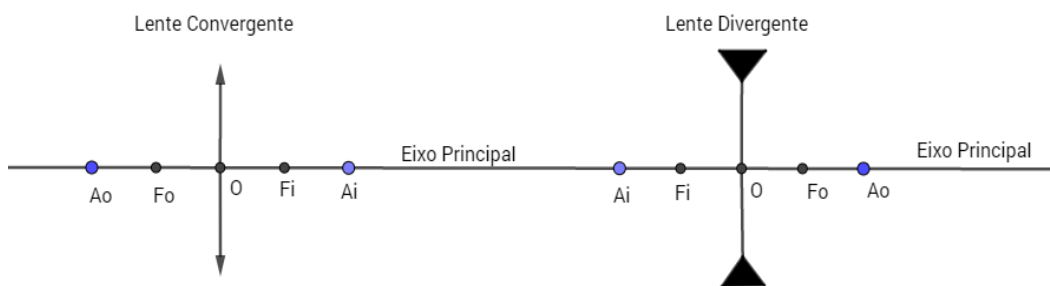 Lente Convergente
Lente Divergente
Eixo Principal
Eixo Principal
Ao
Fo
O
Fi
Ai
Ai
Fi
O
Fo
Ao